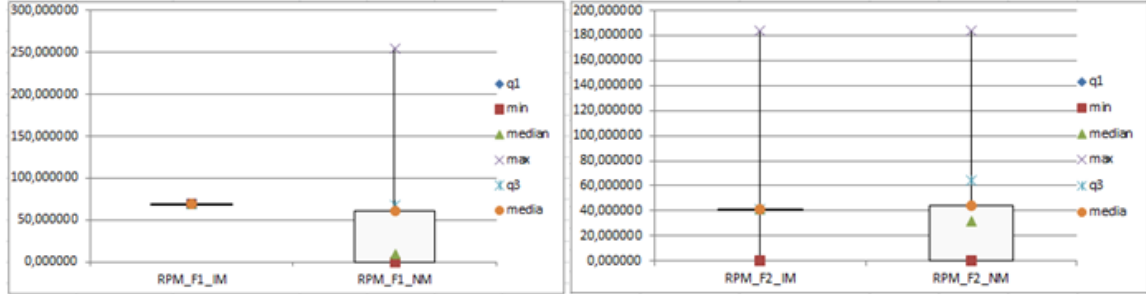 300,000000
250,000000
200,000000
150,000000
100,000000
50,000000
0,000000
RPM_F1_IM
RPM_F1_NM
q1
min
median
max
q3
media
200,000000
180,000000
160,000000
140,000000
120,000000
100,000000
80,000000
60,000000
40,000000
20,000000
0,000000
RPM_F2_IM
RPM_F2_NM
q1
min
median
max
q3
media